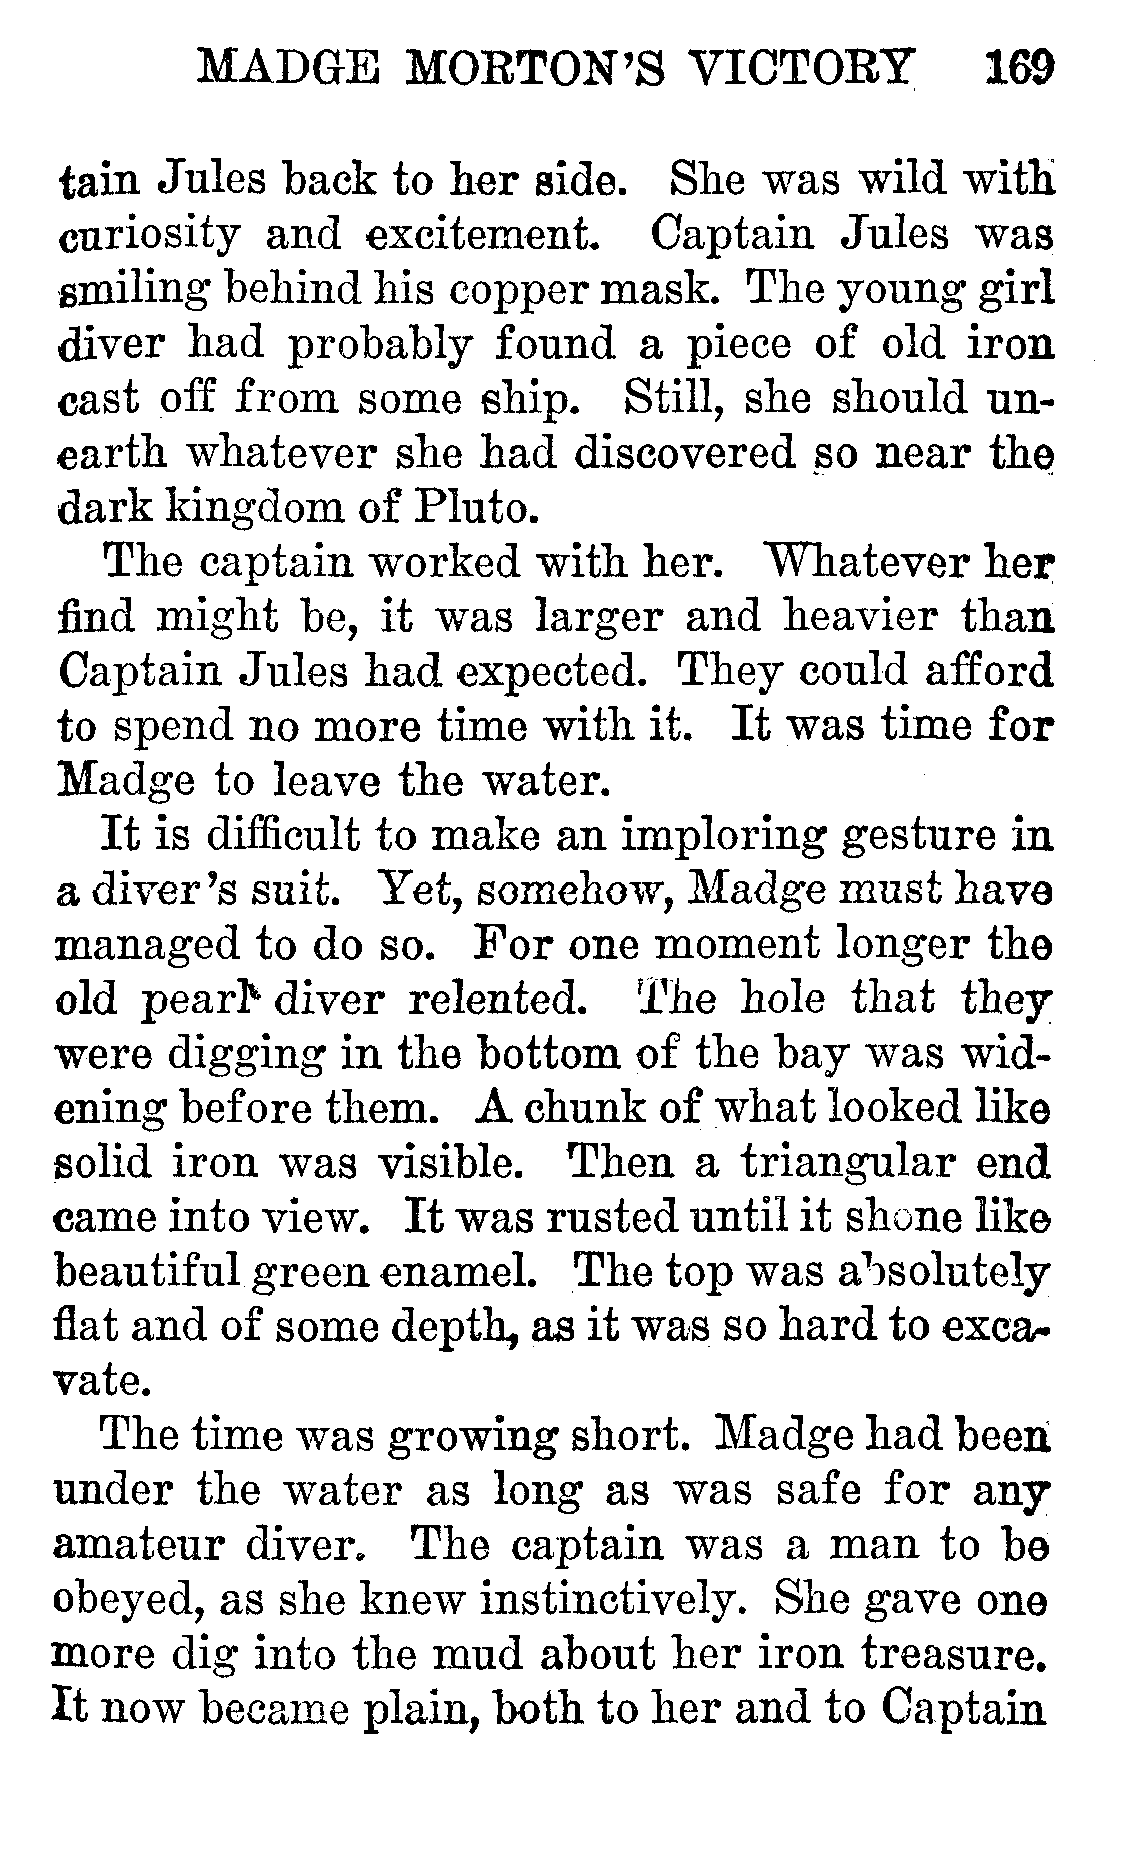 MADGE MORTON'S VICTORY 169
tain Jules back to her side. She was wild with
curiosity and excitement. Captain Jules was
smiling behind his copper mask. The young girl
diver had probably found a piece of old iron
cast off from some ship. Still, she should un-
earth whatever she had discovered so near the
dark kingdom of Pluto.
The captain worked with her. Whatever her
find might be, it was larger and heavier than
Captain Jules had expected. They could afford
to spend no more time with it. It was time for
Madge to leave the water.
It is difficult to make an imploring gesture in
a diver's suit. Yet, somehow, Madge must have
managed to do so. For one moment longer the
old pearl diver relented. The hole that they
were digging in the bottom of the bay was wid-
ening before them. A chunk of what looked like
solid iron was visible. Then a triangular end
came into view. It was rusted until it shone like
beautiful green enamel. The top was absolutely
flat and of some depth, as it was so hard to exca-
vate.
The time was growing short. Madge had been
under the water as long as was safe for any
amateur diver. The captain was a man to be
obeyed, as she knew instinctively. She gave one
more dig into the mud about her iron treasure.
It now became plain, both to her and to Captain